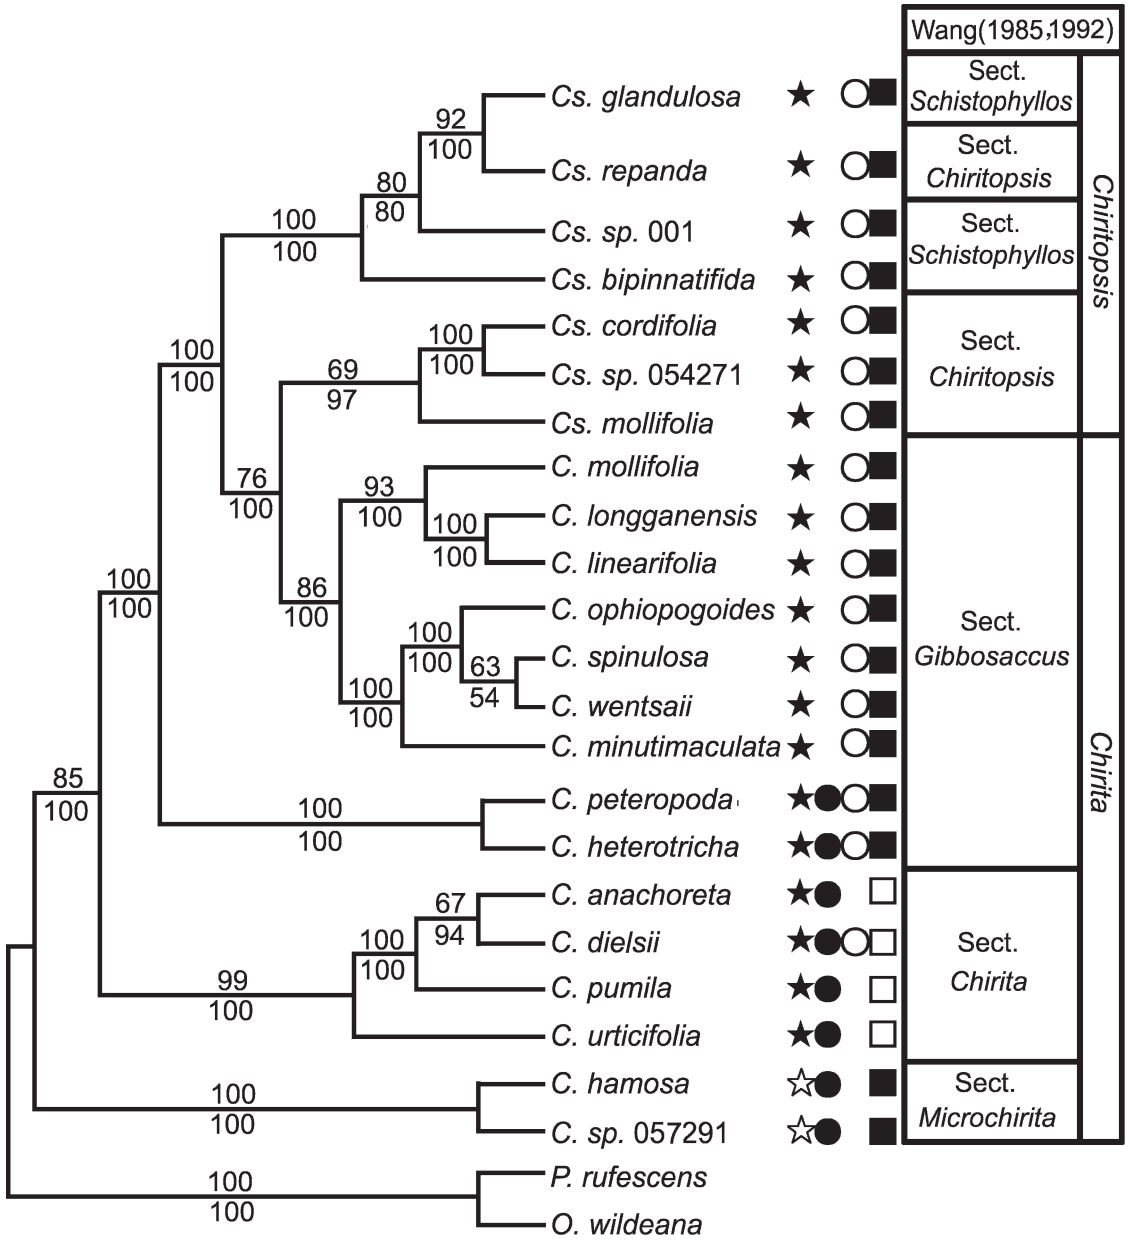 Wang(1985,1992)
Cs. glandulosa
Cs. repanda
Cs. sp. 001
Cs. bipinnatifida
Cs. cordifolia
Cs. sp. 054271
Cs. mollifolia
C. mollifolia
C. longganensis
C. linearifolia
C. ophiopogoides
C. spinulosa
C. wentsaii
C. minutimaculata
C. peteropoda
C. heterotricha
C. anachoreta
C. dielsii
C. pumila
C. urticifolia
C. hamosa
C. sp. 057291
P. rufescens
O. wildeana
92
100
80
80
100
100
100
100
69
97
100
100
76
100
93
100
100
100
86
100
100
100
63
54
100
100
100
100
85
100
100
100
67
94
100
100
99
100
100
100
100
100
Sect.
Schistophyllos
Sect.
Chiritopsis
Sect.
Schistophyllos
Sect.
Chiritopsis
Sect.
Gibbosaccus
Sect.
Chirita
Sect.
Microchirita
Chiritopsis
Chirita